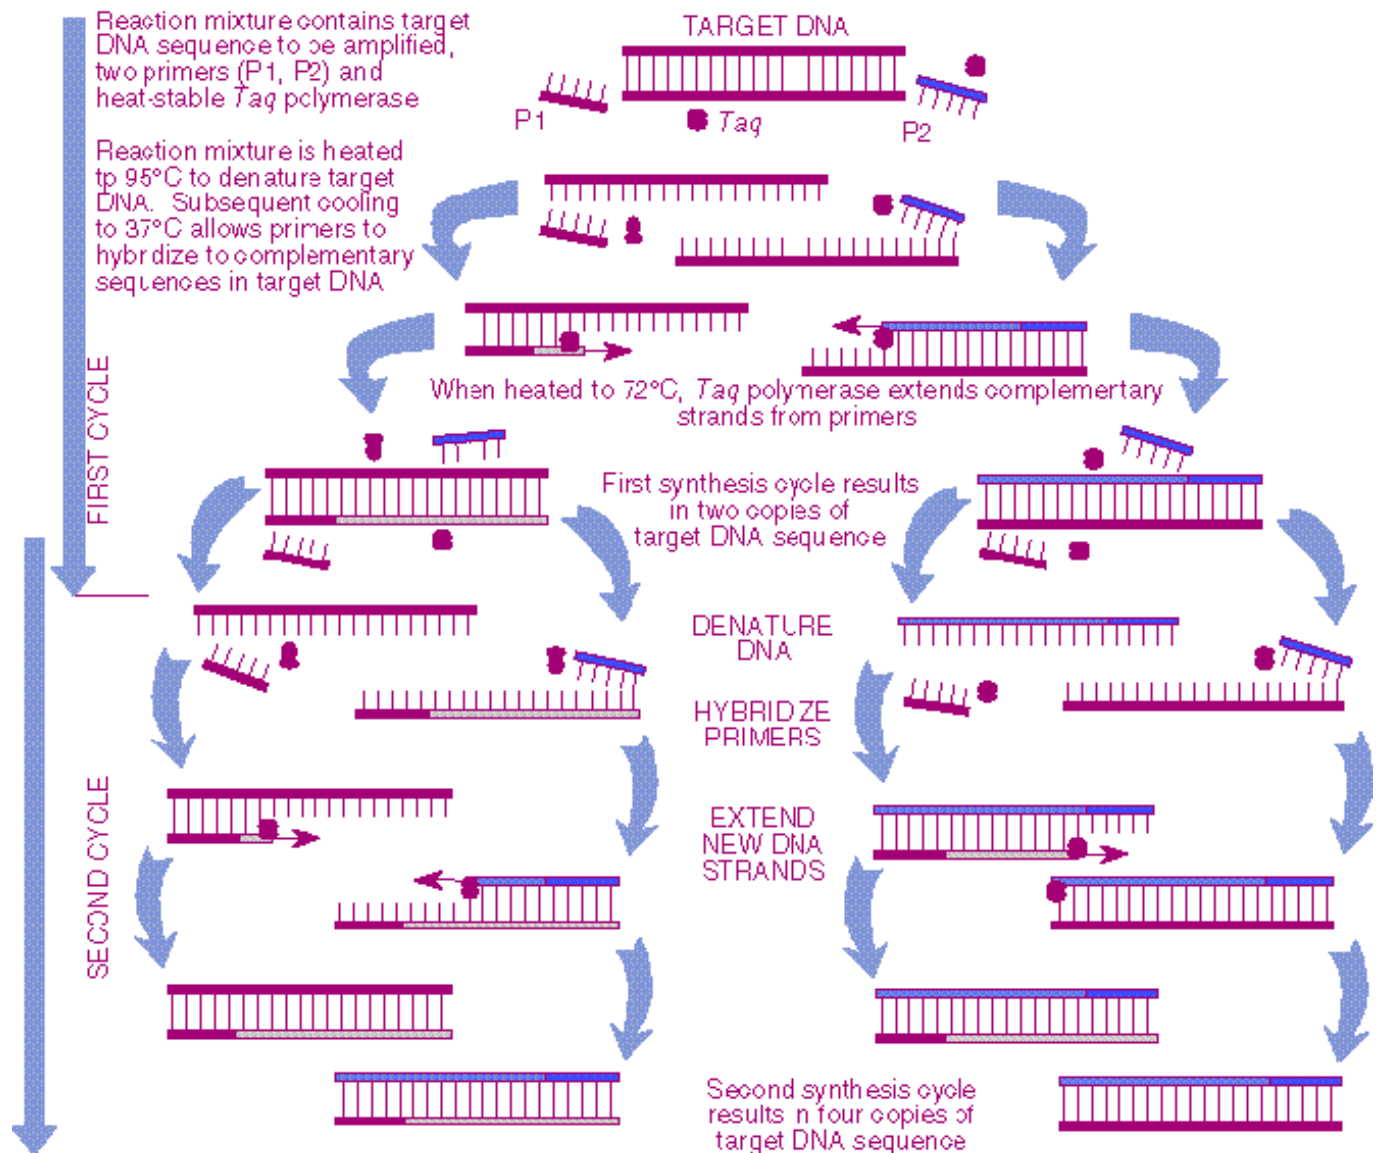 Reaction mixture contains target
DNA sequence to be amplified,
two primers (P1, P2) and
heat-stable Taq polymerase
TARGET DNA
P1
Taq
P2
Reaction mixture is heated
tp 95°C to denature target
DNA. Subsequent cooling
to 37°C allows primers to
hybridize to complementary
sequences in target DNA
When heated to 72°C, Taq polymerase extends complementary
strands from primers
FIRST CYCLE
First synthesis cycle results
in two copies of
target DNA sequence
DENATURE
DNA
HYBRIDZE
PRIMERS
SECOND CYCLE
EXTEND
NEW DNA
STRANDS
Second synthesis cycle
results in four copies of
target DNA sequence